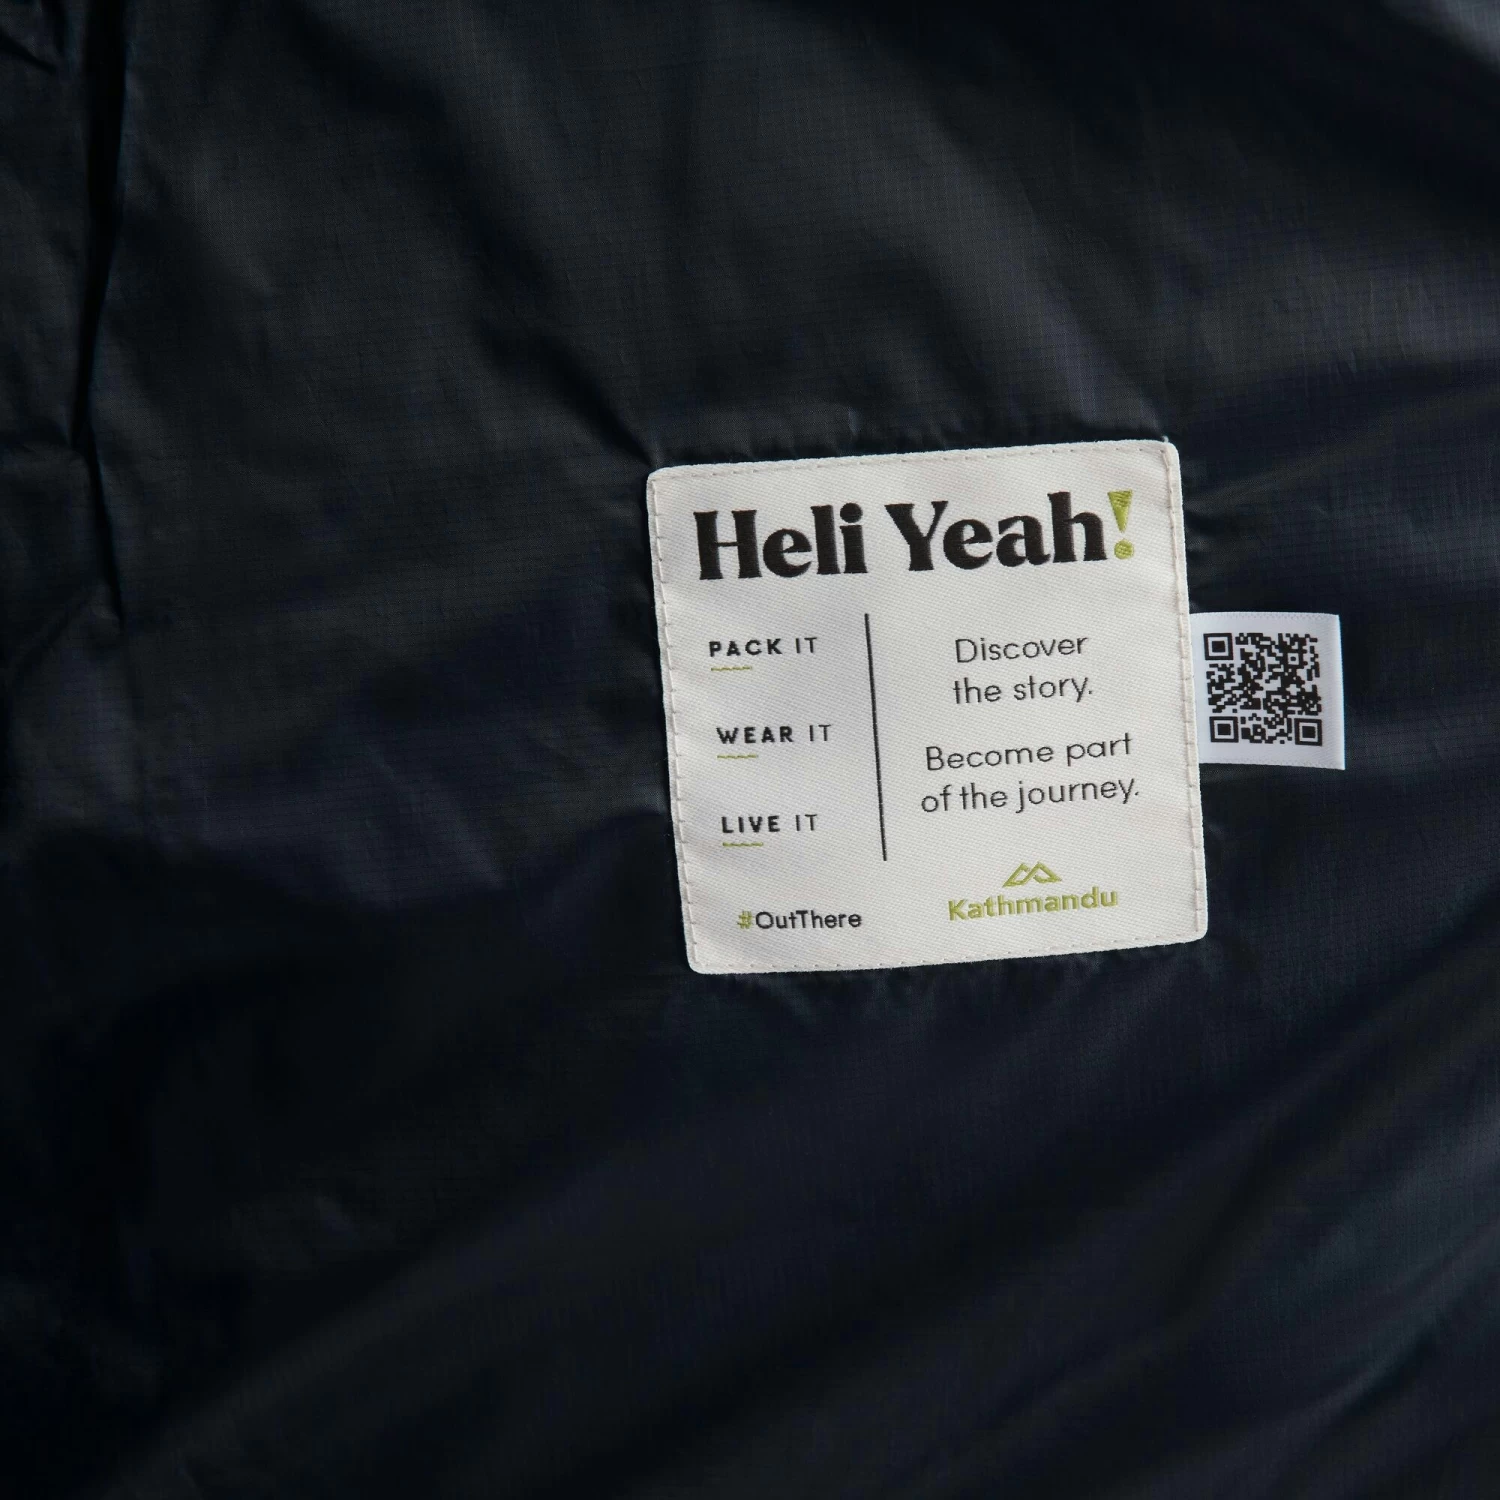 Heli Yeah!
PACK IT
WEAR IT
LIVE IT
#OutThere
Discover
the story.
Become part
of the journey.
Kathmandu